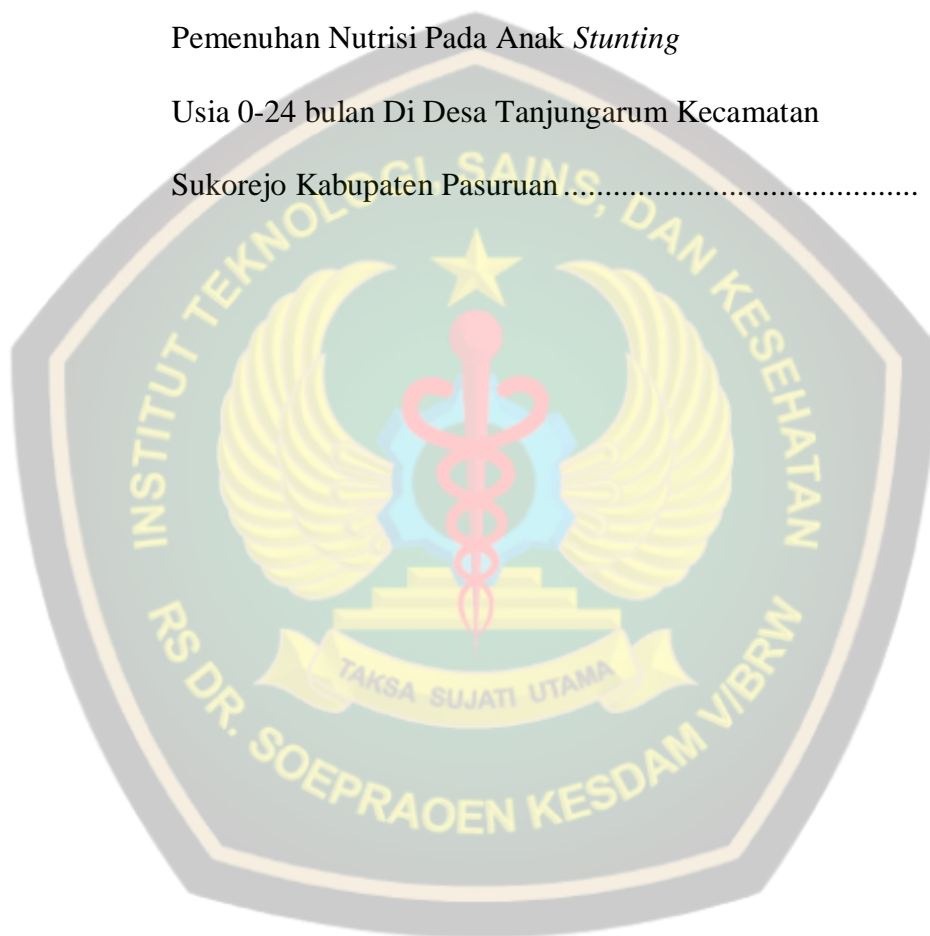 Pemenuhan Nutrisi Pada Anak Stunting
Usia 0-24 bulan Di Desa Tanjungarum Kecamatan
Sukorejo Kabupaten Pasuruan...........................................
INSTITUT TEKNOLOGI, SAINS, DAN KESEHATAN
TAKSA SUJATI UTAMA
RS DR. SOEPRAOEN KESDAM V/BRW